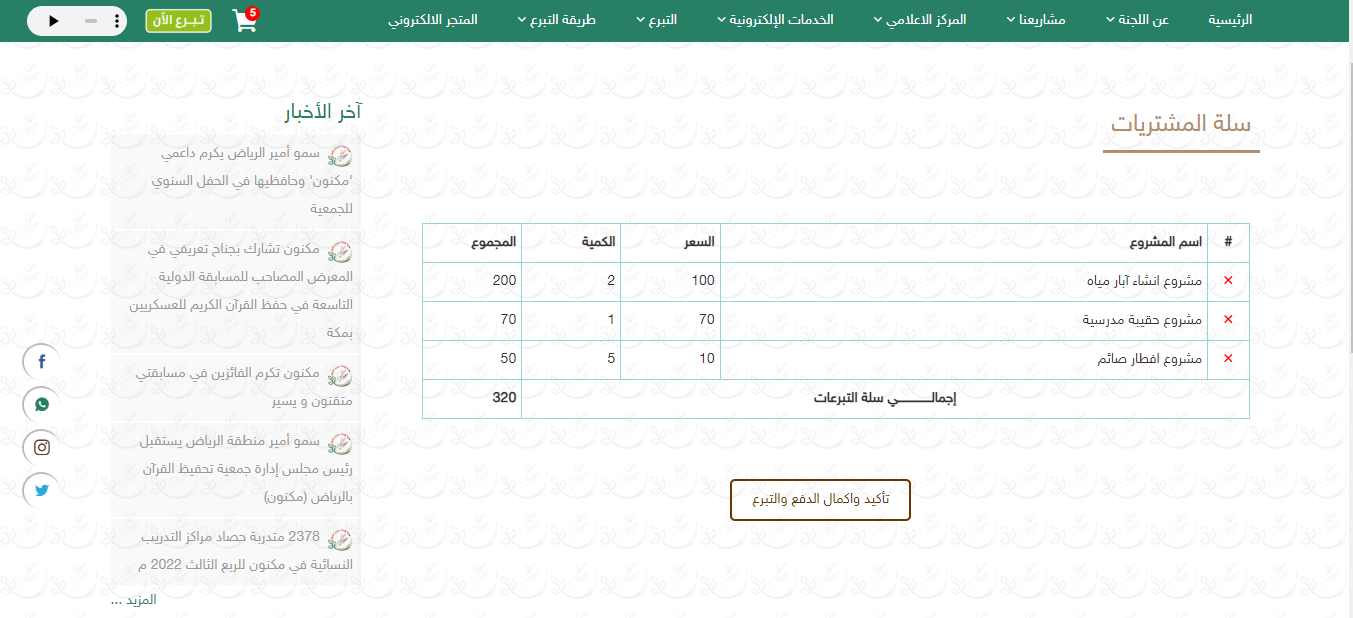 الرئيسية
عن اللجنة
مشاريعنا
المركز الاعلامي
الخدمات الإلكترونية
التبرع
طريقة التبرع
المتجر الالكتروني
5
تبرع الآن
سلة المشتريات
# اسم المشروع السعر الكمية المجموع
مشروع انشاء آبار مياه 100 2 200
مشروع حقيبة مدرسية 70 1 70
مشروع افطار صائم 10 5 50
إجمالـــــــــي سلة التبرعات 320
تأكيد واكمال الدفع والتبرع
آخر الأخبار
سمو أمير الرياض يكرم داعمي
'مكنون' وحافظيها في الحفل السنوي
للجمعية
مكنون تشارك بجناح تعريفي في
المعرض المصاحب للمسابقة الدولية
التاسعة في حفظ القرآن الكريم للعسكريين
بمكة
مكنون تكرم الفائزين في مسابقتي
متقنون و يسير
سمو أمير منطقة الرياض يستقبل
رئيس مجلس إدارة جمعية تحفيظ القرآن
بالرياض (مكنون)
2378 متدربة حصاد مراكز التدريب
النسائية في مكنون للربع الثالث 2022 م
المزيد ...